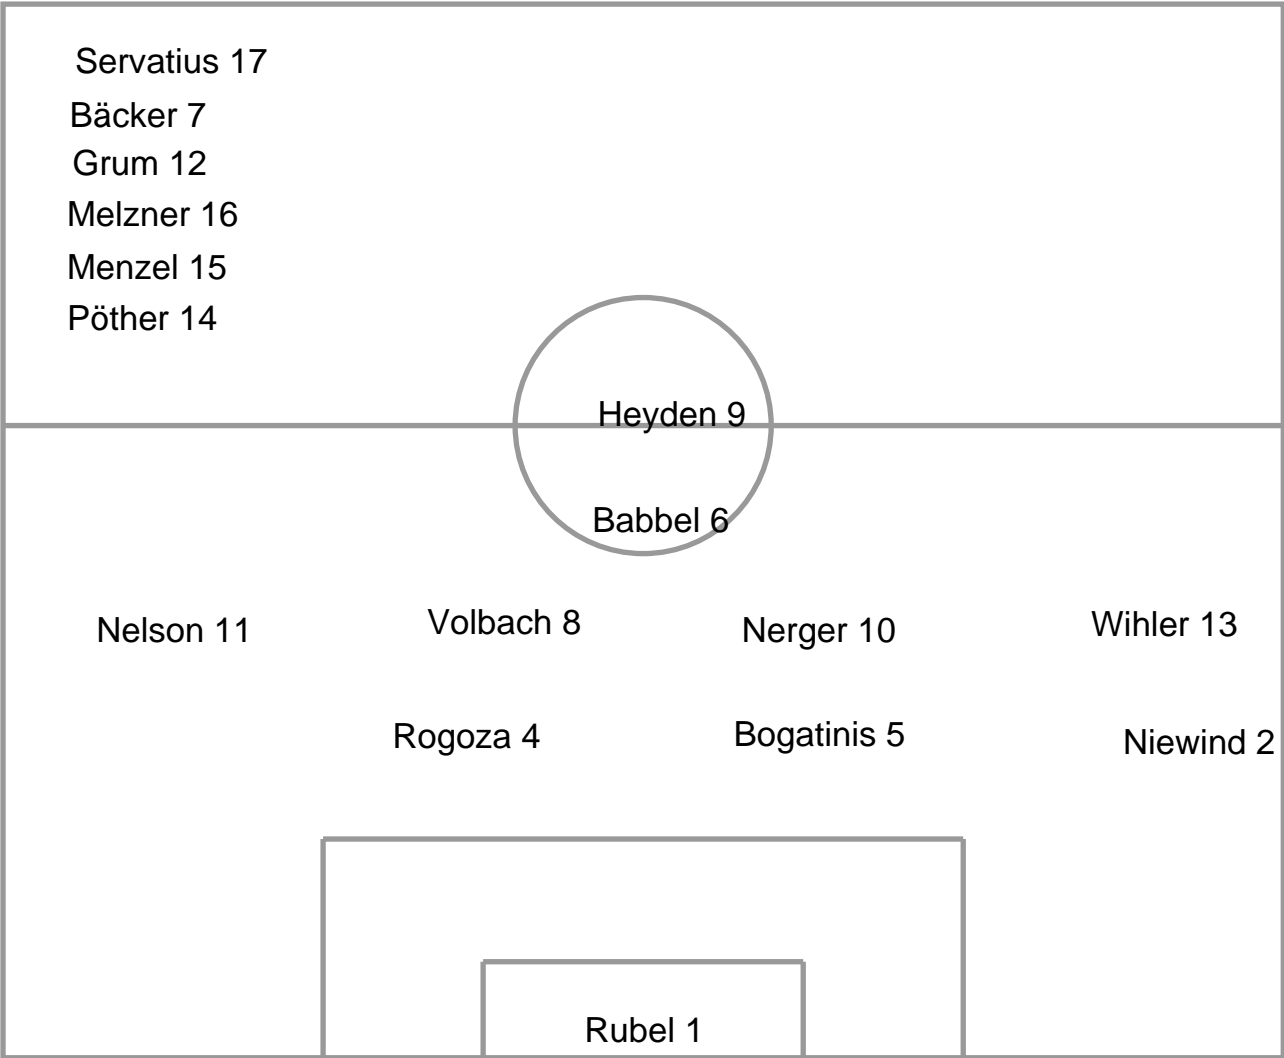 Servatius 17
Bäcker 7
Grum 12
Melzner 16
Menzel 15
Pöther 14
Heyden 9
Babbel 6
Nelson 11
Volbach 8
Nerger 10
Wihler 13
Rogoza 4
Bogatinis 5
Niewind 2
Rubel 1